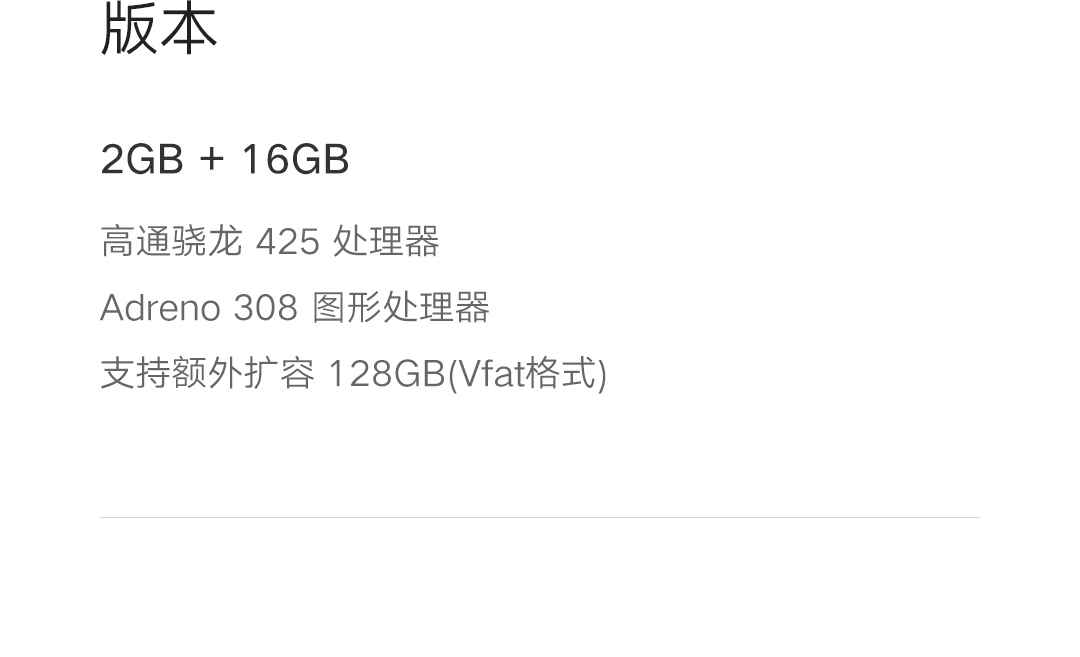 版本
2GB + 16GB
高通骁龙 425 处理器
Adreno 308 图形处理器
支持额外扩容 128GB(Vfat格式)